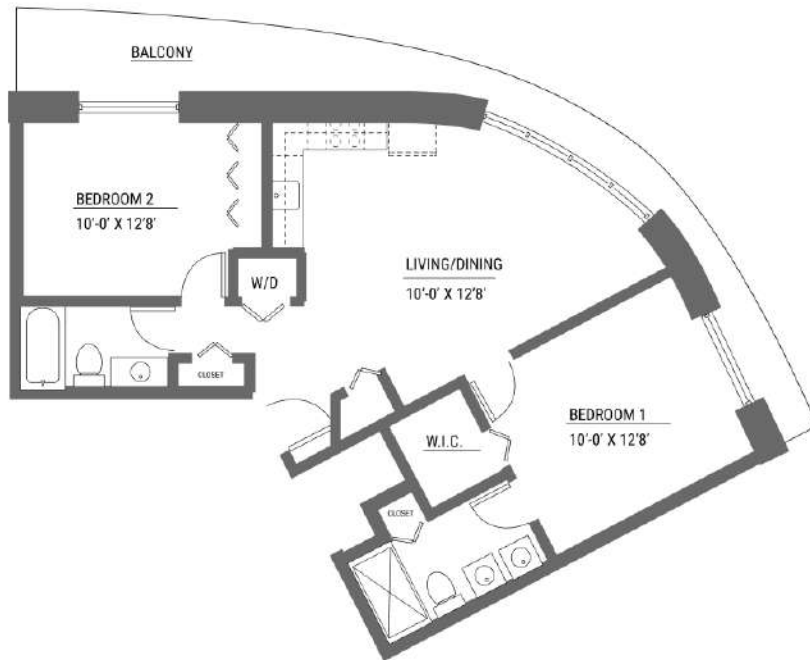 BALCONY
BEDROOM 2
10'-0' X 12'8'
W/D
LIVING/DINING
10'-0' X 12'8'
CLOSET
BEDROOM 1
10'-0' X 12'8'
W.I.C.
CLOSET